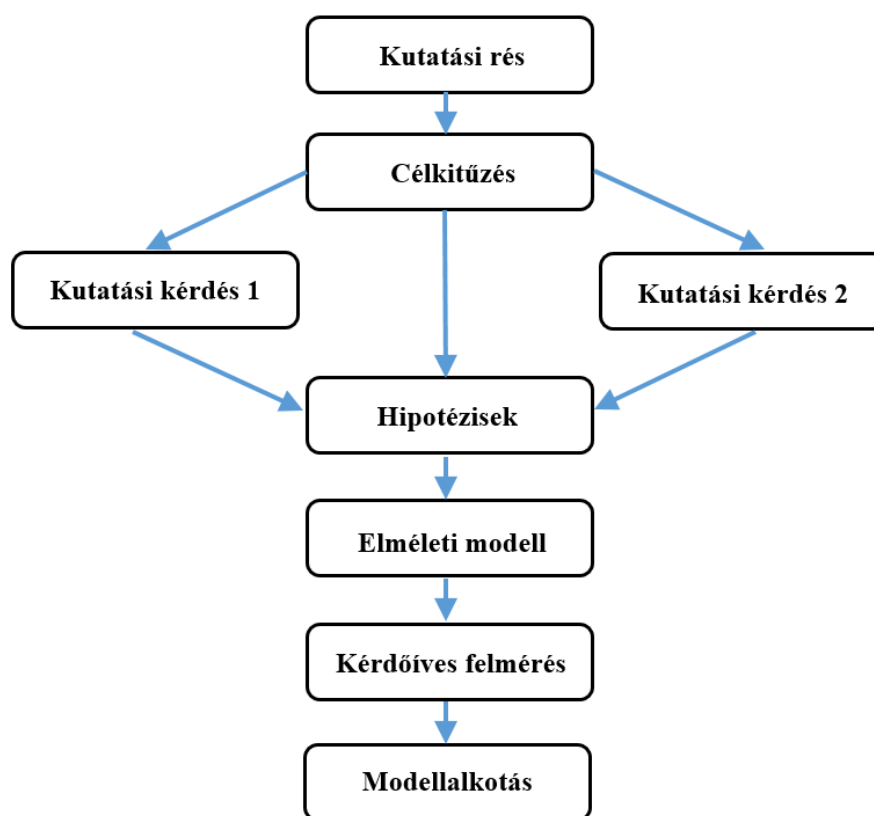 Kutatási rés
Célkitűzés
Kutatási kérdés 1
Kutatási kérdés 2
Hipotézisek
Elméleti modell
Kérdőíves felmérés
Modellalkotás